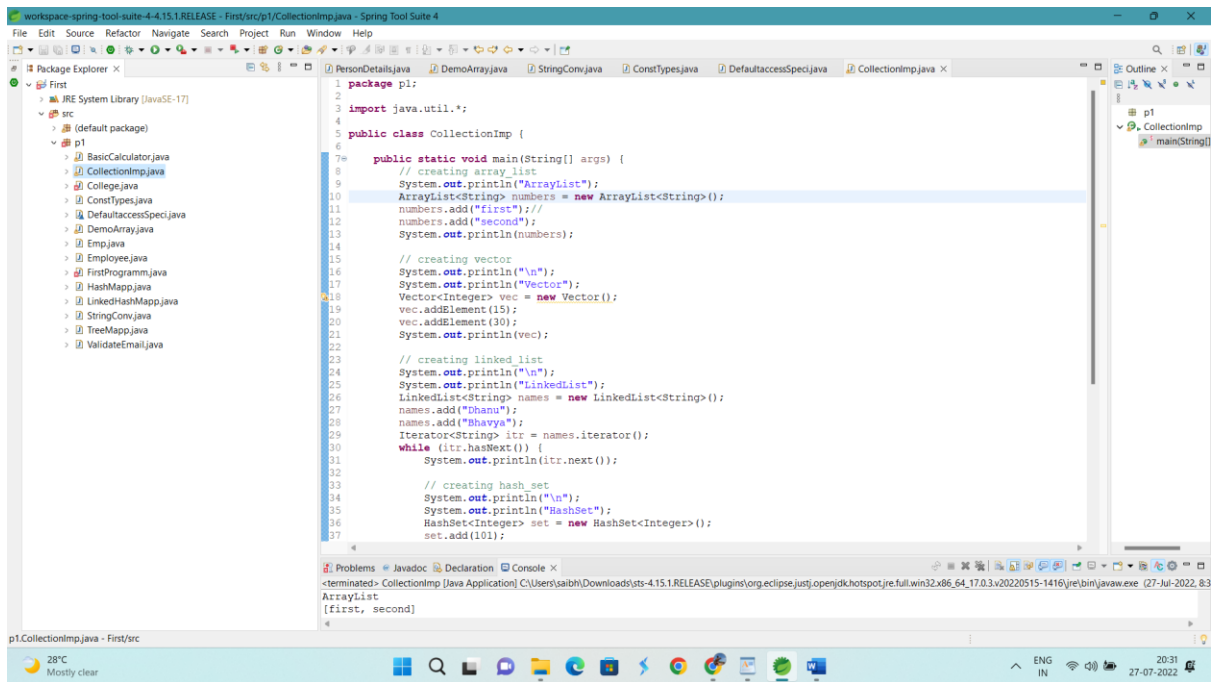 workspace-spring-tool-suite-4-4.15.1.RELEASE - First/src/p1/CollectionImp.java - Spring Tool Suite 4
File Edit Source Refactor Navigate Search Project Run Window Help
Package Explorer
First
JRE System Library [JavaSE-17]
src
(default package)
p1
BasicCalculator.java
CollectionImp.java
College.java
ConstTypes.java
DefaultaccessSpeci.java
DemoArray.java
Emp.java
Employee.java
FirstProgramm.java
HashMapp.java
LinkedHashMapp.java
StringConv.java
TreeMapp.java
ValidateEmail.java
PersonDetails.java DemoArray.java StringConv.java ConstTypes.java DefaultaccessSpeci.java CollectionImp.java
1 package p1;
2
3 import java.util.*;
4
5 public class CollectionImp {
6
7 public static void main(String[] args) {
8 // creating array_list
9 System.out.println("ArrayList");
10 ArrayList<String> numbers = new ArrayList<String>();
11 numbers.add("first");//
12 numbers.add("second");
13 System.out.println(numbers);
14
15 // creating vector
16 System.out.println("\n");
17 System.out.println("Vector");
18 Vector<Integer> vec = new Vector();
19 vec.addElement(15);
20 vec.addElement(30);
21 System.out.println(vec);
22
23 // creating linked_list
24 System.out.println("\n");
25 System.out.println("LinkedList");
26 LinkedList<String> names = new LinkedList<String>();
27 names.add("Dhanu");
28 names.add("Bhavya");
29 Iterator<String> itr = names.iterator();
30 while (itr.hasNext()) {
31 System.out.println(itr.next());
32
33 // creating hash_set
34 System.out.println("\n");
35 System.out.println("HashSet");
36 HashSet<Integer> set = new HashSet<Integer>();
37 set.add(101);
Outline
p1
CollectionImp
main(String[]
Problems Javadoc Declaration Console
<terminated> CollectionImp [Java Application] C:\Users\saibh\Downloads\sts-4.15.1.RELEASE\plugins\org.eclipse.justj.openjdk.hotspot.jre.full.win32.x86_64_17.0.3.v20220515-1416\jre\bin\javaw.exe (27-Jul-2022, 8:3
ArrayList
[first, second]
p1.CollectionImp.java - First/src
28°C
Mostly clear
ENG
IN
20:31
27-07-2022